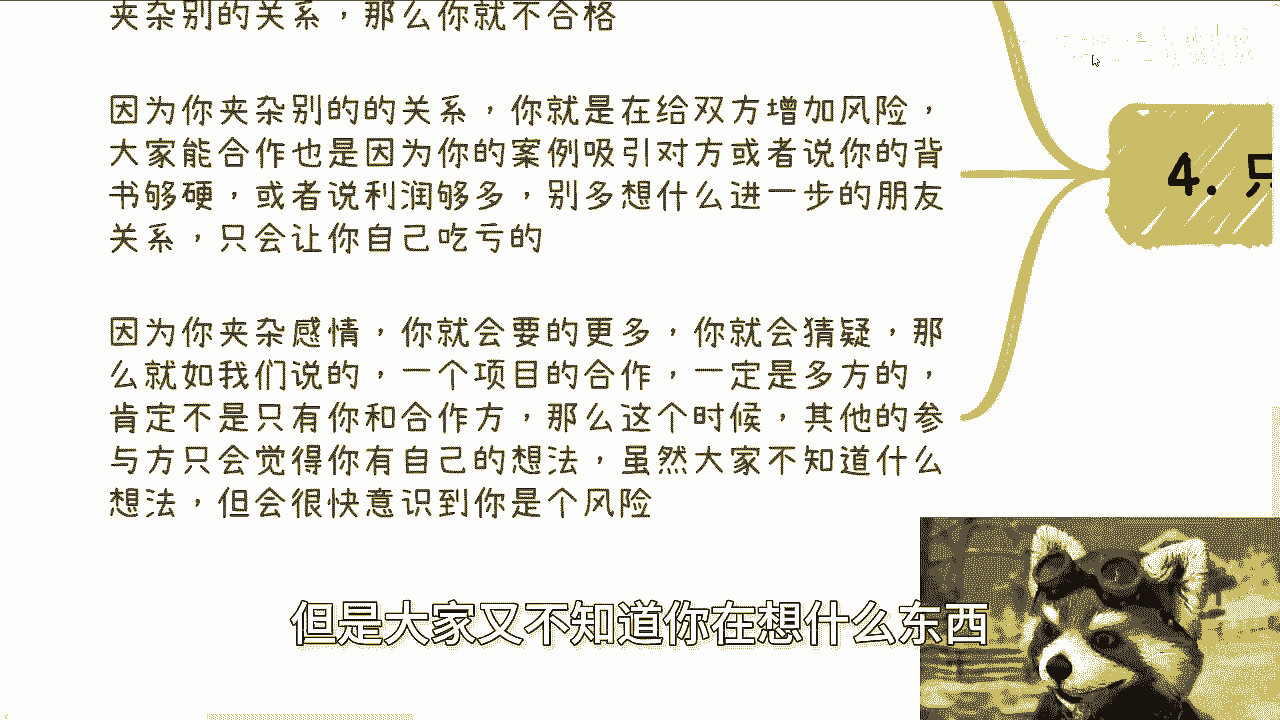 夹杂别的关系，那么你就不合格
因为你夹杂别的的关系，你就是在给双方增加风险，
大家能合作也是因为你的案例吸引对方或者说你的背
书够硬，或者说利润够多，别多想什么进一步的朋友
关系，只会让你自己吃亏的
因为你夹杂感情，你就会要的更多，你就会猜疑，那
么就如我们说的，一个项目的合作，一定是多方的，
肯定不是只有你和合作方，那么这个时候，其他的参
与方只会觉得你有自己的想法，虽然大家不知道什么
想法，但会很快意识到你是个风险
4. 只
但是大家又不知道你在想什么东西